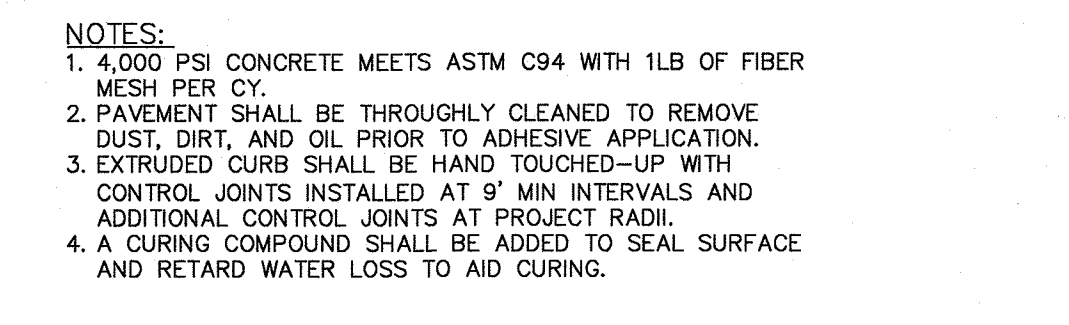 NOTES:
1. 4,000 PSI CONCRETE MEETS ASTM C94 WITH 1LB OF FIBER
MESH PER CY.
2. PAVEMENT SHALL BE THROUGHLY CLEANED TO REMOVE
DUST, DIRT, AND OIL PRIOR TO ADHESIVE APPLICATION.
3. EXTRUDED CURB SHALL BE HAND TOUCHED-UP WITH
CONTROL JOINTS INSTALLED AT 9' MIN INTERVALS AND
ADDITIONAL CONTROL JOINTS AT PROJECT RADII.
4. A CURING COMPOUND SHALL BE ADDED TO SEAL SURFACE
AND RETARD WATER LOSS TO AID CURING.